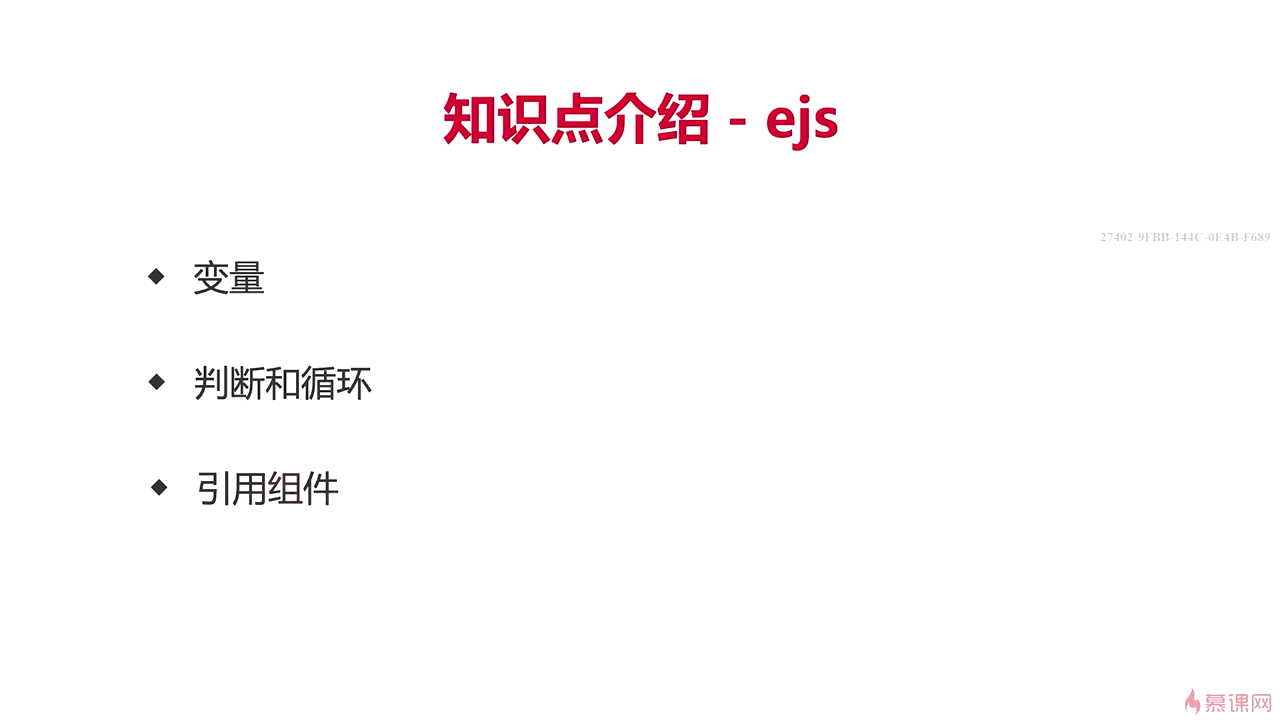 知识点介绍 - ejs
27402-9FBB-144C-0E4B-F689
变量
判断和循环
引用组件
慕课网